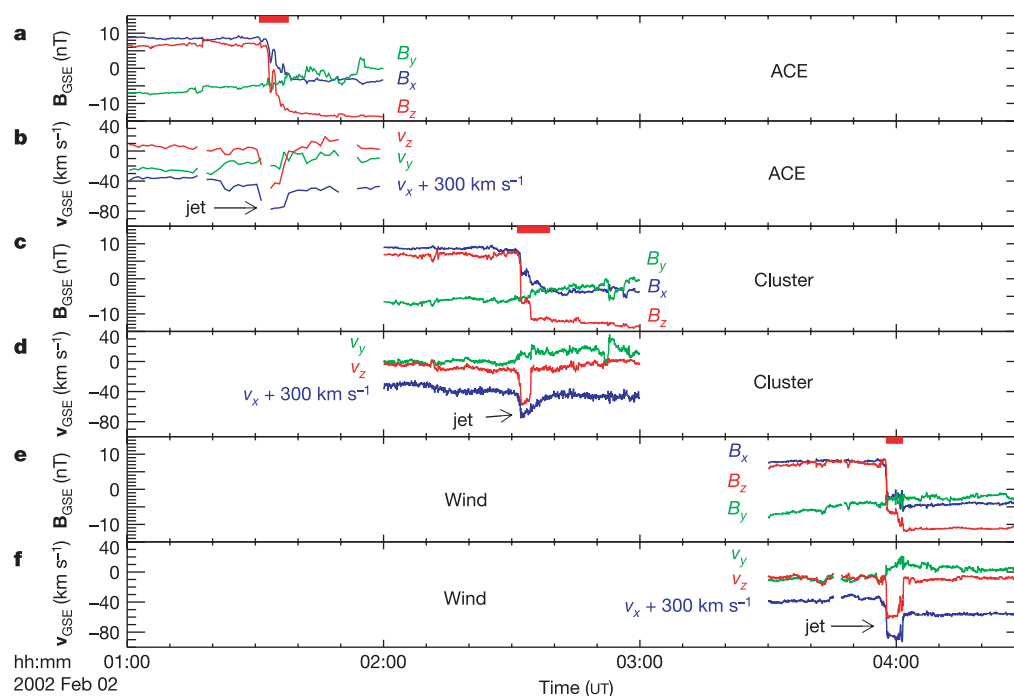 a
B_GSE (nT)
10
0
−10
B_y
B_x
B_z
ACE
b
v_GSE (km s⁻¹)
40
0
−40
−80
v_z
v_y
v_x + 300 km s⁻¹
jet
ACE
c
B_GSE (nT)
10
0
−10
B_y
B_x
B_z
Cluster
d
v_GSE (km s⁻¹)
40
0
−40
−80
v_y
v_z
v_x + 300 km s⁻¹
jet
Cluster
e
B_GSE (nT)
10
0
−10
Wind
B_x
B_z
B_y
f
v_GSE (km s⁻¹)
40
0
−40
−80
Wind
v_y
v_z
v_x + 300 km s⁻¹
jet
hh:mm 01:00 02:00 03:00 04:00
2002 Feb 02
Time (UT)